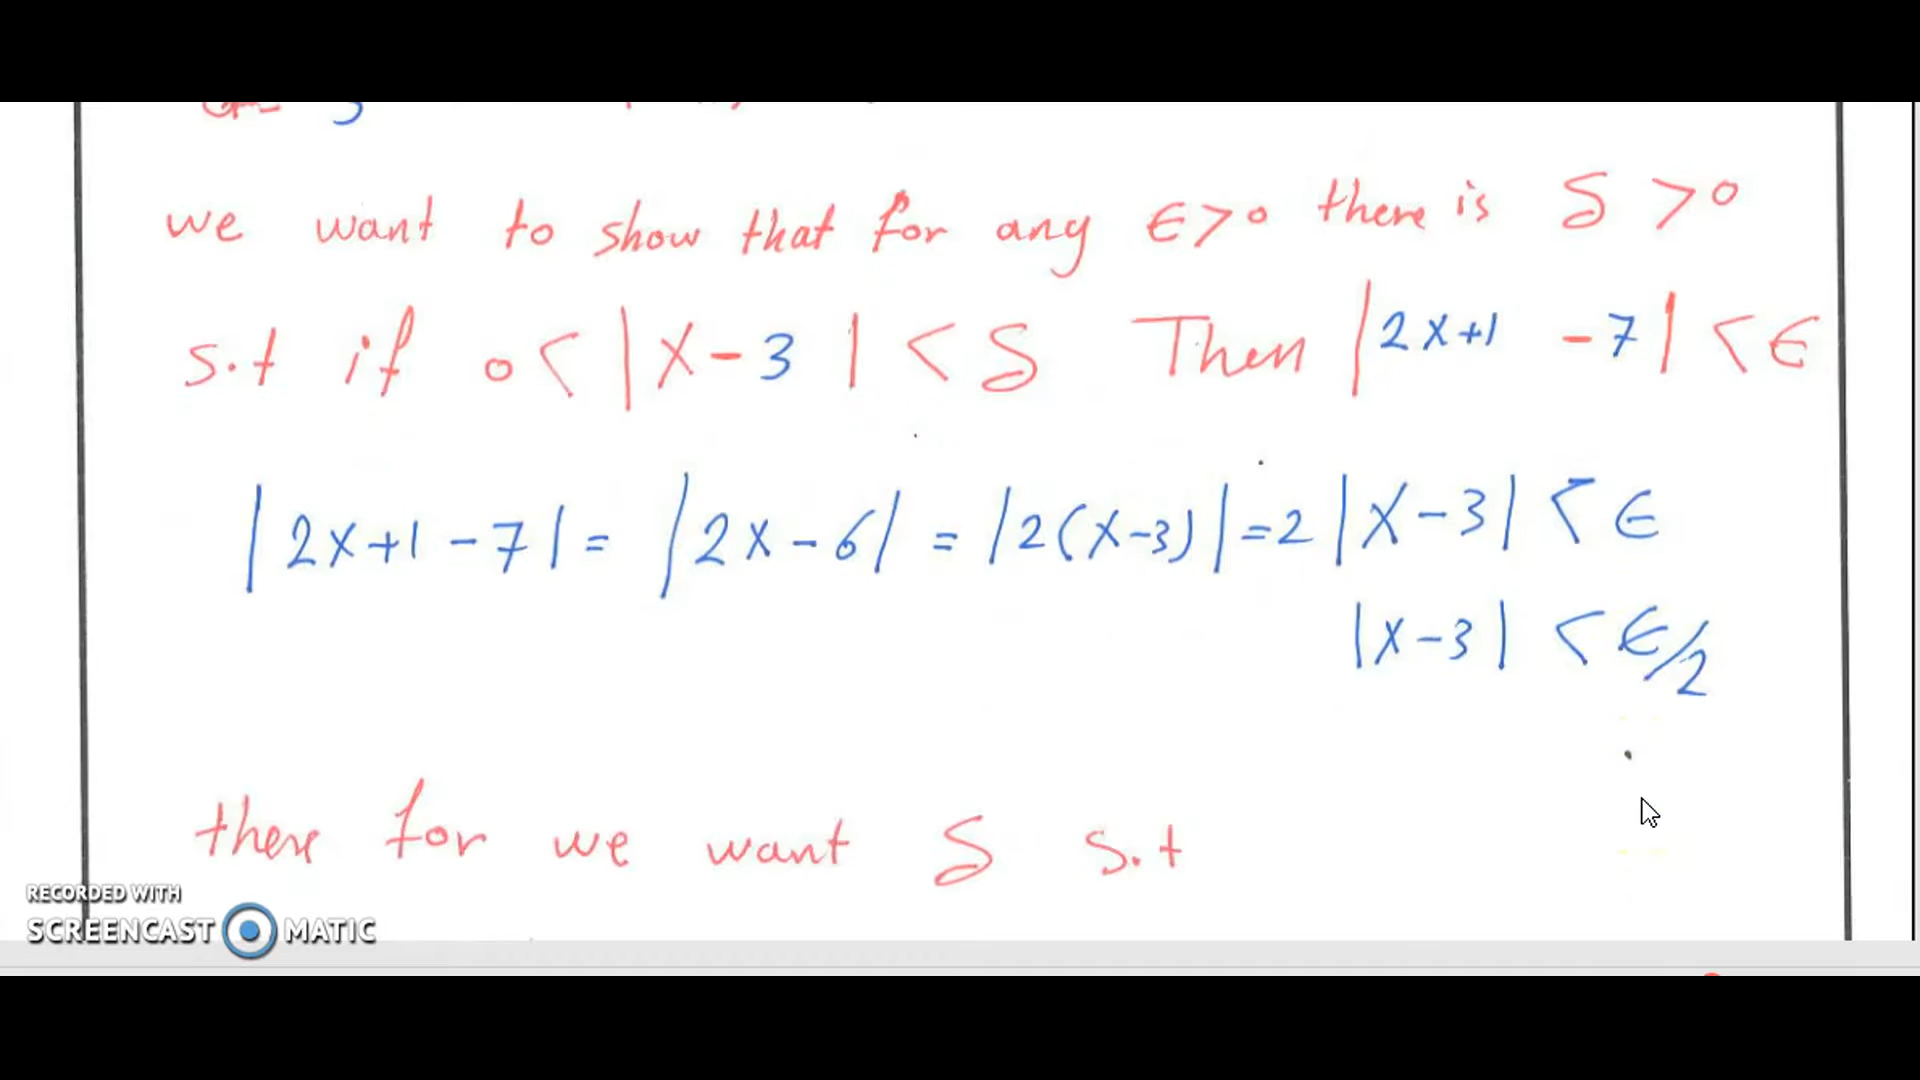 we want to show that for any ϵ>0 there is δ >0
s.t if 0< |x-3| < δ Then |2x+1 -7| < ϵ
|2x+1-7| = |2x-6| = |2(x-3)| = 2|x-3| < ϵ
|x-3| < ϵ/2
there for we want δ s.t
RECORDED WITH
SCREENCAST MATIC